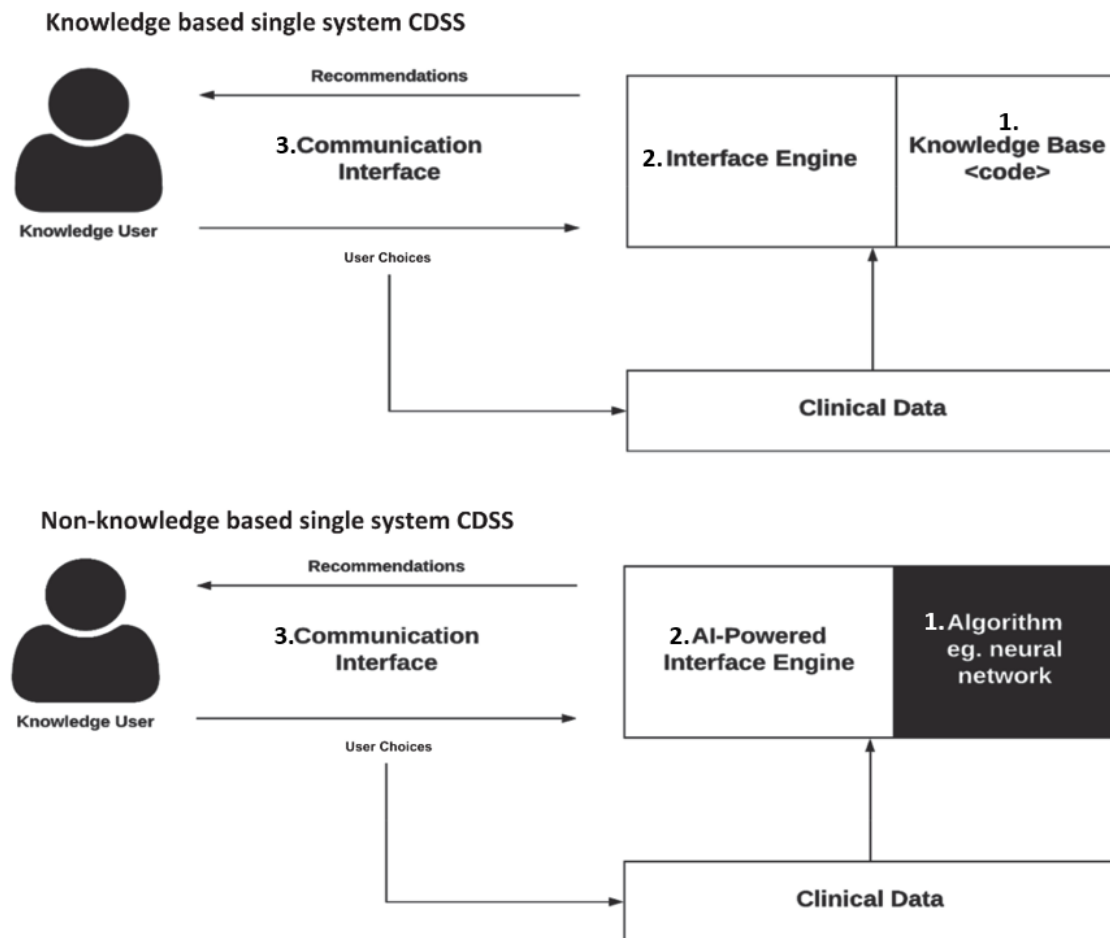 Knowledge based single system CDSS
Recommendations
3.Communication
Interface
Knowledge User
User Choices
2. Interface Engine
1.
Knowledge Base
<code>
Clinical Data
Non-knowledge based single system CDSS
Recommendations
3.Communication
Interface
Knowledge User
User Choices
2. AI-Powered
Interface Engine
1. Algorithm
eg. neural
network
Clinical Data